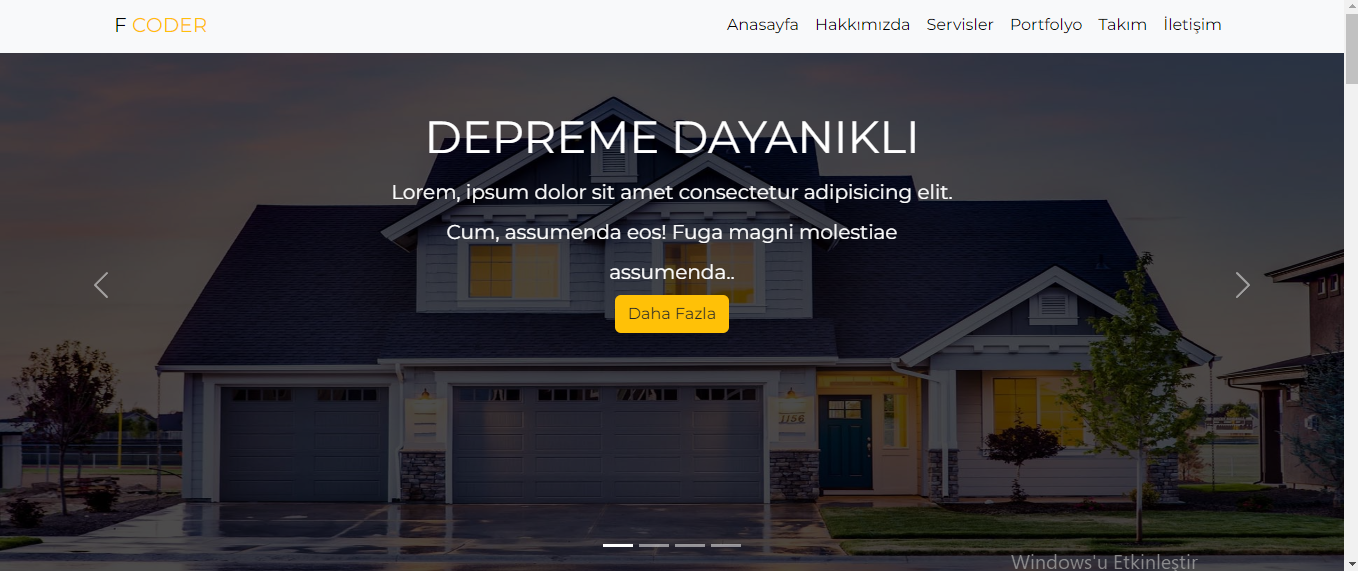 F CODER
Anasayfa Hakkımızda Servisler Portfolyo Takım İletişim
DEPREME DAYANIKLI
Lorem, ipsum dolor sit amet consectetur adipisicing elit.
Cum, assumenda eos! Fuga magni molestiae
assumenda..
Daha Fazla
1156
Windows'u Etkinleştir